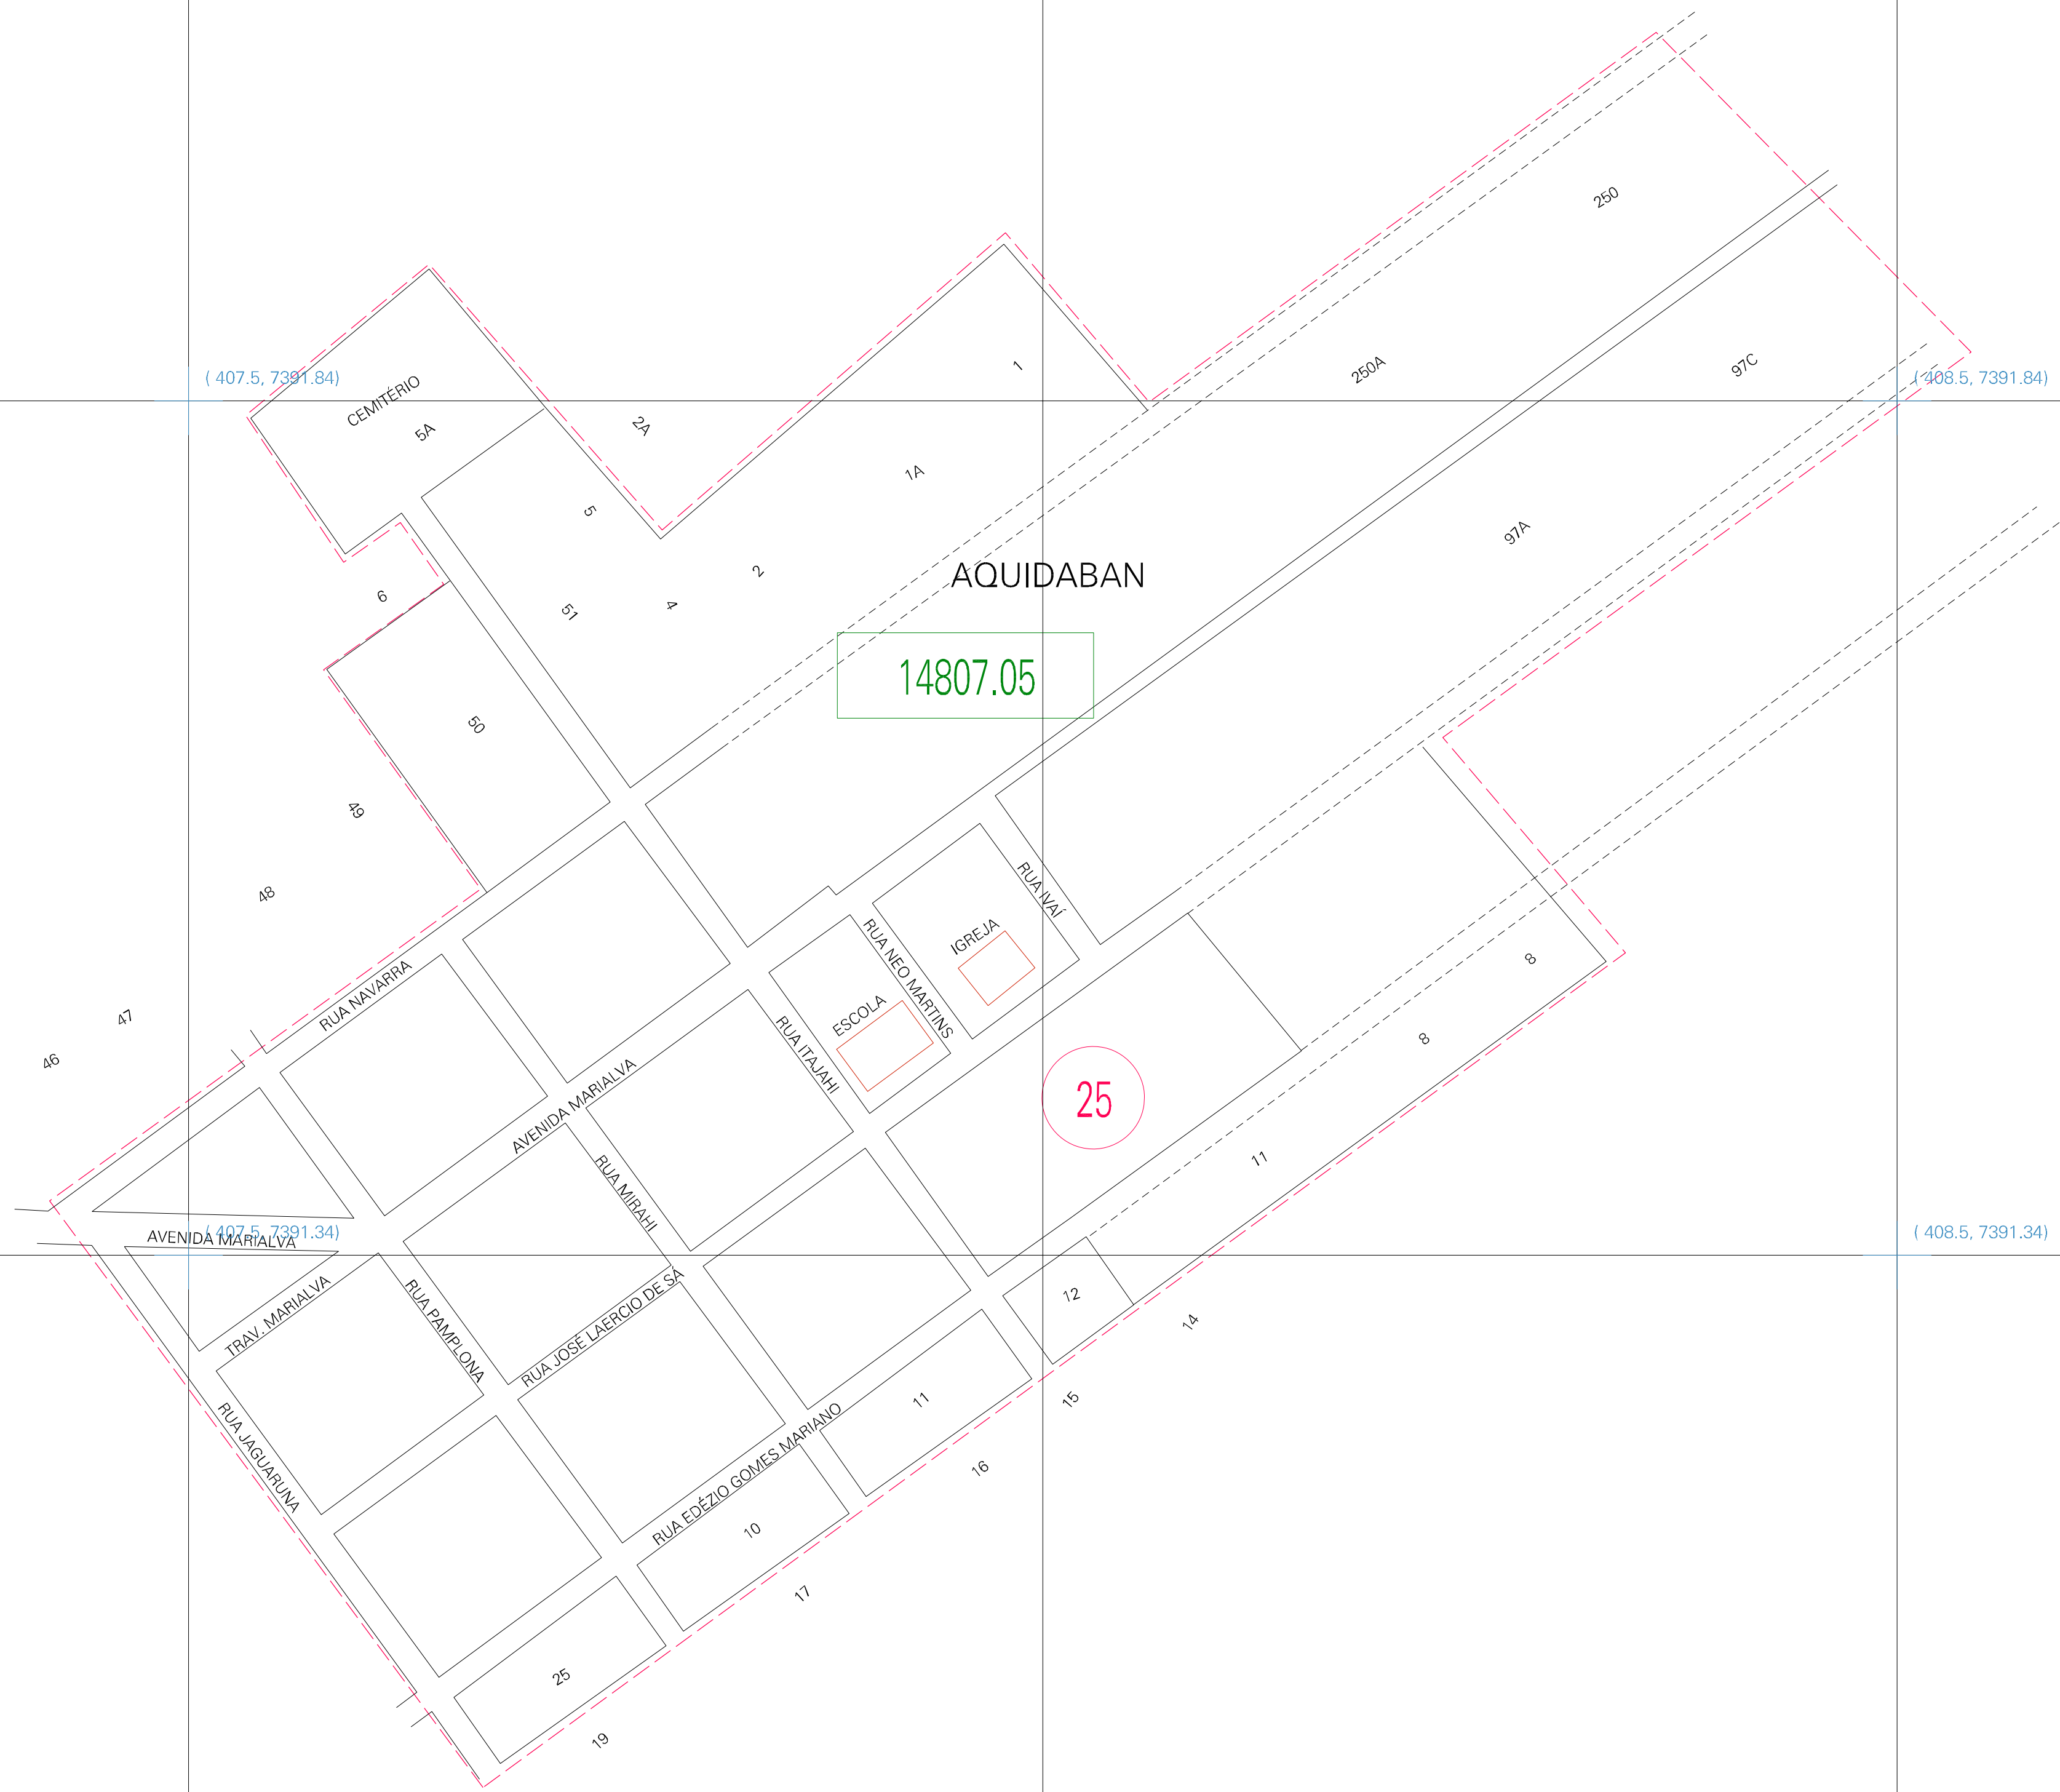 250
1
250A
97C
( 407.5, 7391.84)
( 408.5, 7391.84)
CEMITÉRIO
5A
2A
1A
5
97A
2
AQUIDABAN
6
51
4
14807.05
50
49
48
RUA IVAÍ
IGREJA
RUA NEO MARTINS
8
RUA NAVARRA
ESCOLA
47
46
RUA ITAJAHI
8
25
AVENIDA MARIALVA
11
RUA MIRAHI
( 407.5, 7391.34)
( 408.5, 7391.34)
AVENIDA MARIALVA
12
TRAV. MARIALVA
RUA PAMPLONA
RUA JOSÉ LAERCIO DE SÁ
14
15
11
RUA JAGUARUNA
16
RUA EDÉZIO GOMES MARIANO
10
17
25
19